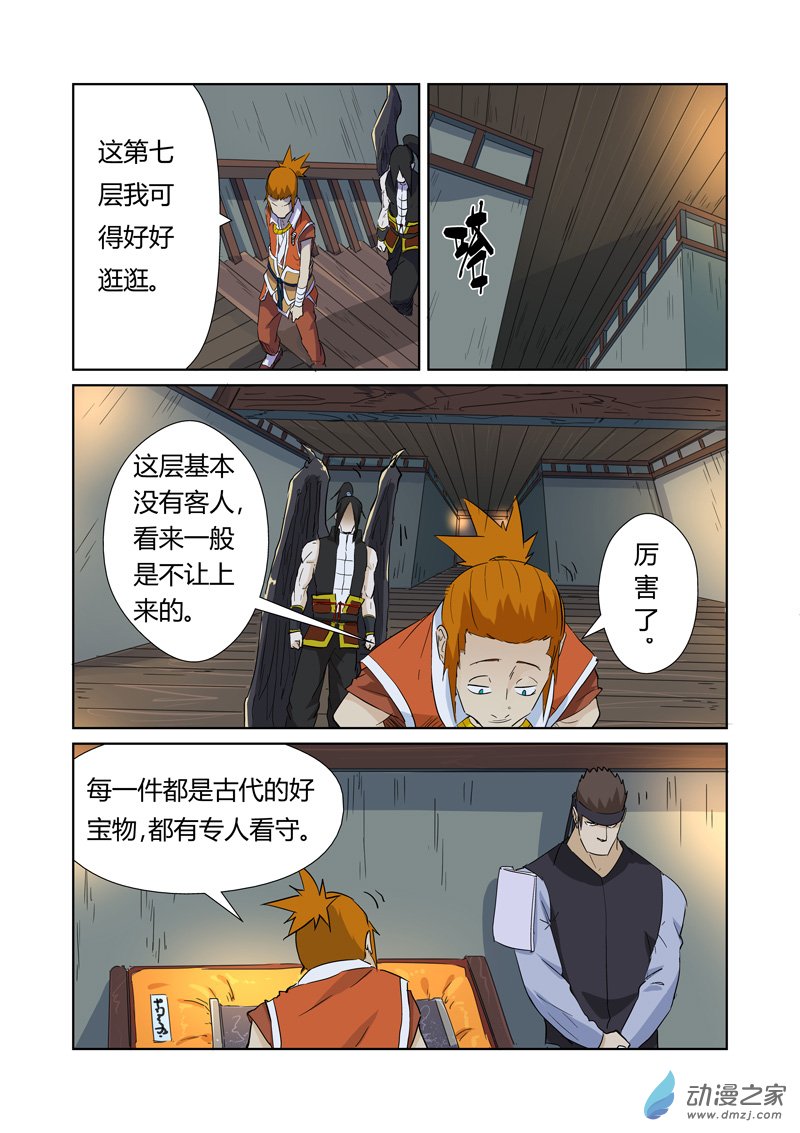 这第七
层我可
得好好
逛逛。
嗒
这层基本
没有客人，
看来一般
是不让上
来的。
厉
害
了。
每一件都是古代的好
宝物，都有专人看守。
动漫之家
www.dmzj.com